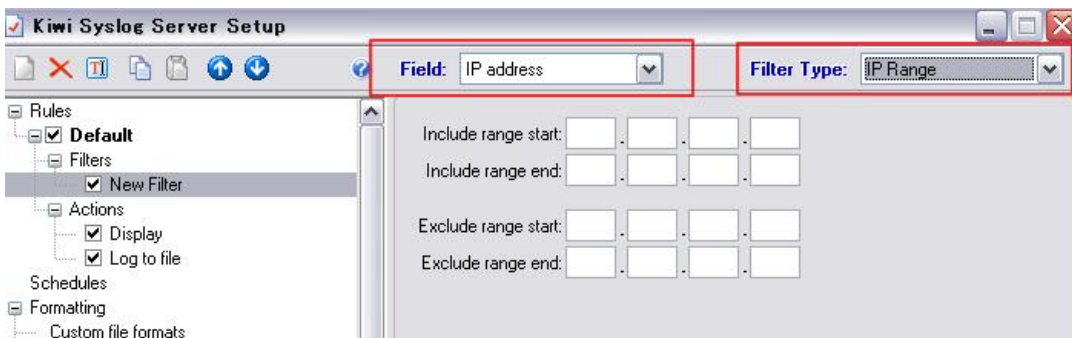 Kiwi Syslog Server Setup
Field: IP address Filter Type: IP Range
Rules
Default
Filters
New Filter
Actions
Display
Log to file
Schedules
Formatting
Custom file formats
Include range start: . . .
Include range end: . . .
Exclude range start: . . .
Exclude range end: . . .